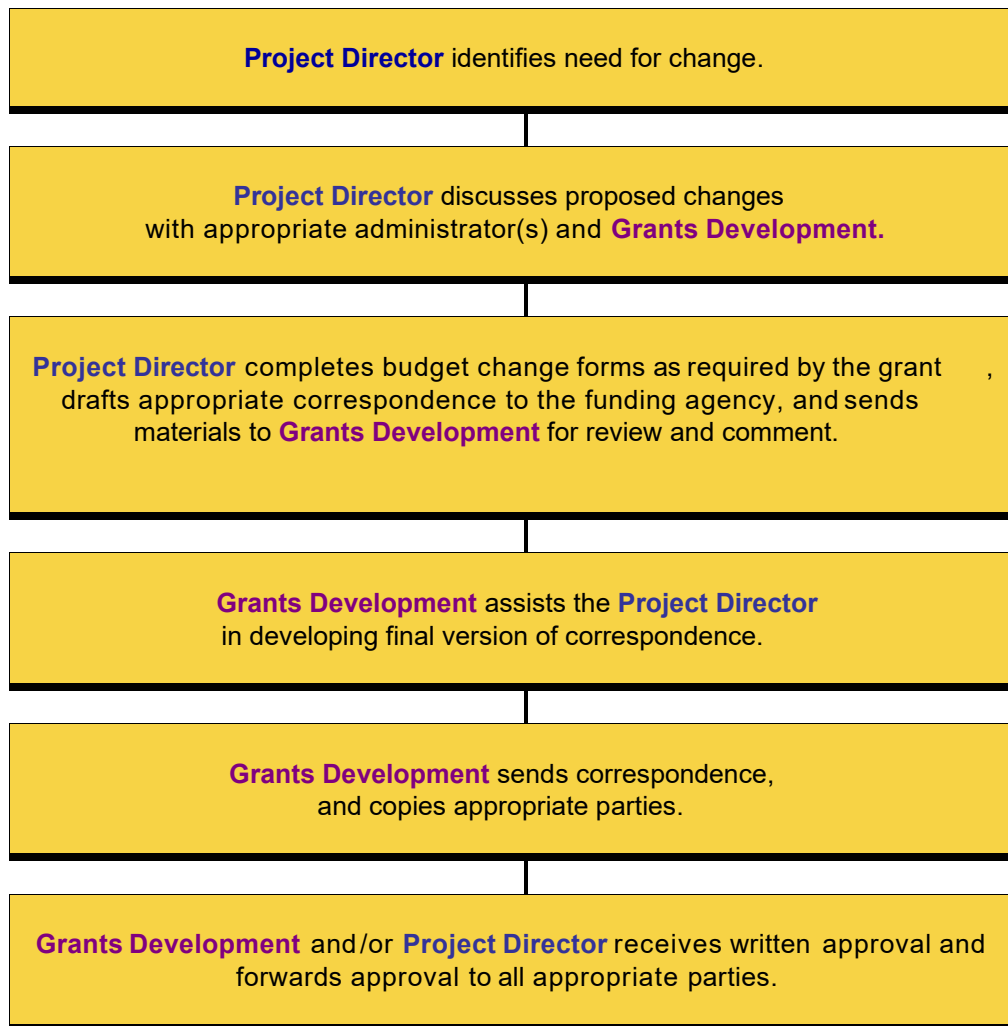 Project Director identifies need for change.
Project Director discusses proposed changes
with appropriate administrator(s) and Grants Development.
Project Director completes budget change forms as required by the grant ,
drafts appropriate correspondence to the funding agency, and sends
materials to Grants Development for review and comment.
Grants Development assists the Project Director
in developing final version of correspondence.
Grants Development sends correspondence,
and copies appropriate parties.
Grants Development and/or Project Director receives written approval and
forwards approval to all appropriate parties.